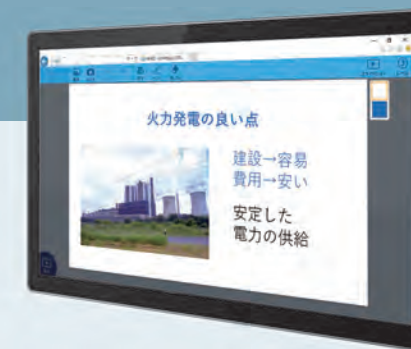 火力発電の良い点
建設→容易
費用→安い
安定した
電力の供給